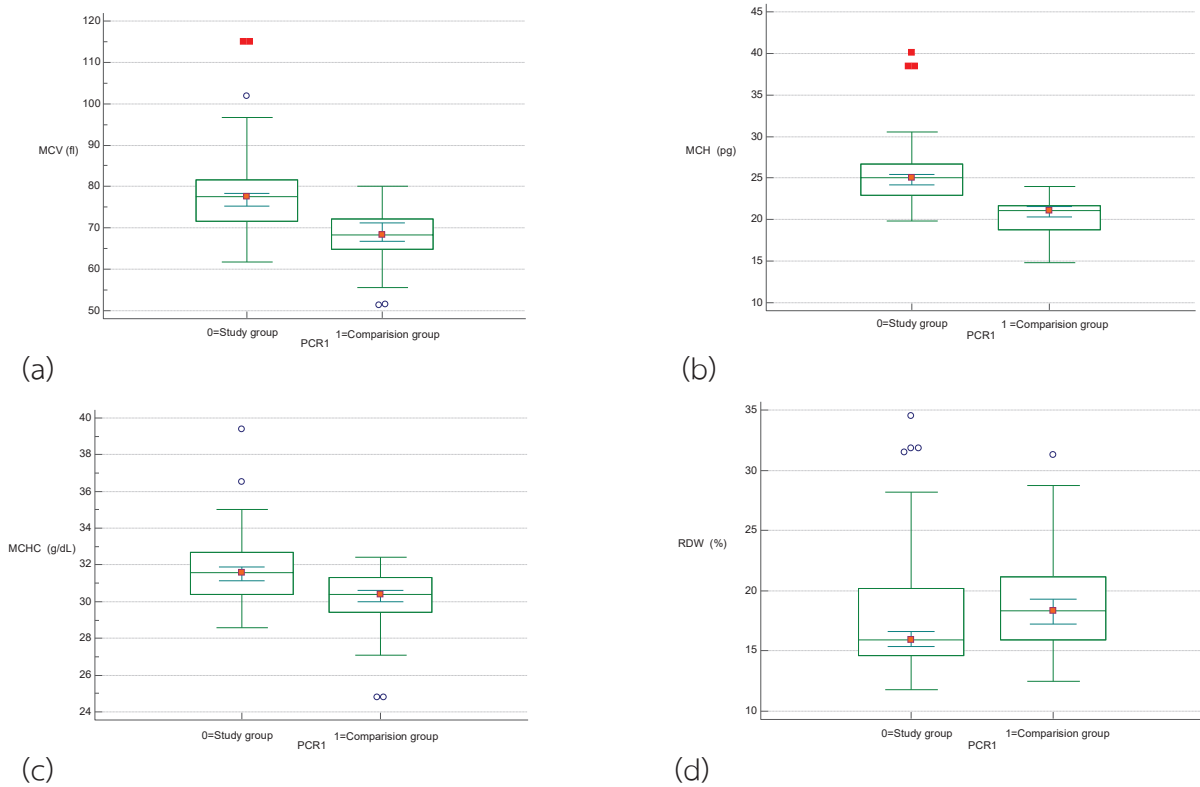 120
110
100
90
80
70
60
50
MCV (fl)
0=Study group
1=Comparision group
PCR1
(a)
45
40
35
30
25
20
15
10
MCH (pg)
0=Study group
1 =Comparision group
PCR1
(b)
40
38
36
34
32
30
28
26
24
MCHC (g/dL)
0=Study group
1=Comparision group
PCR1
(c)
35
30
25
20
15
10
RDW (%)
0=Study group
1=Comparision group
PCR1
(d)